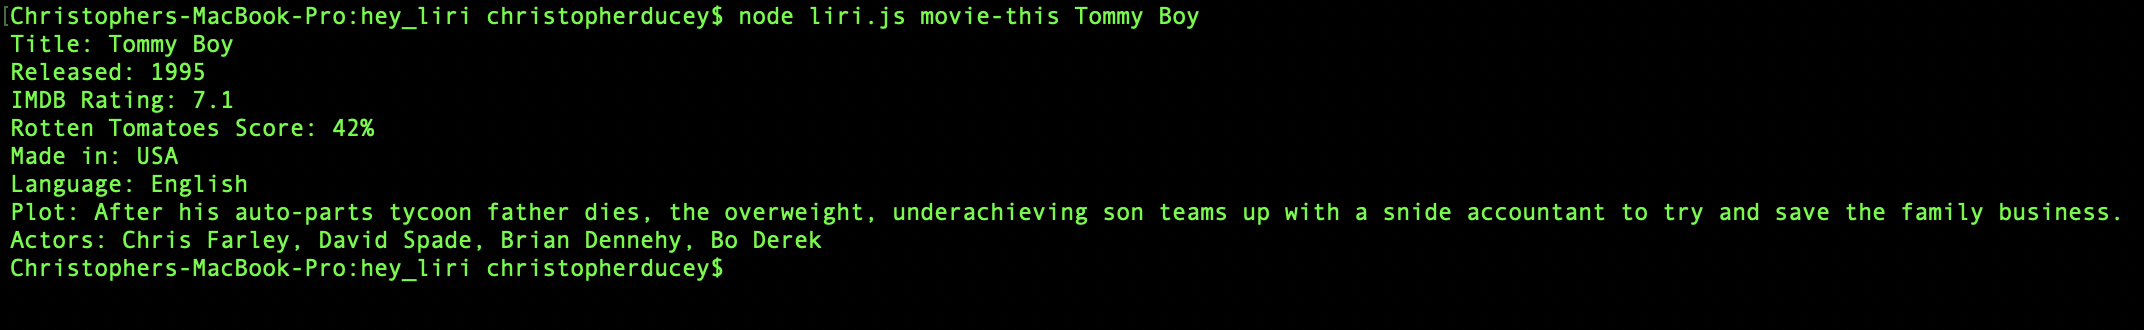 [Christophers-MacBook-Pro:hey_liri christopherducey$ node liri.js movie-this Tommy Boy
Title: Tommy Boy
Released: 1995
IMDB Rating: 7.1
Rotten Tomatoes Score: 42%
Made in: USA
Language: English
Plot: After his auto-parts tycoon father dies, the overweight, underachieving son teams up with a snide accountant to try and save the family business.
Actors: Chris Farley, David Spade, Brian Dennehy, Bo Derek
Christophers-MacBook-Pro:hey_liri christopherducey$